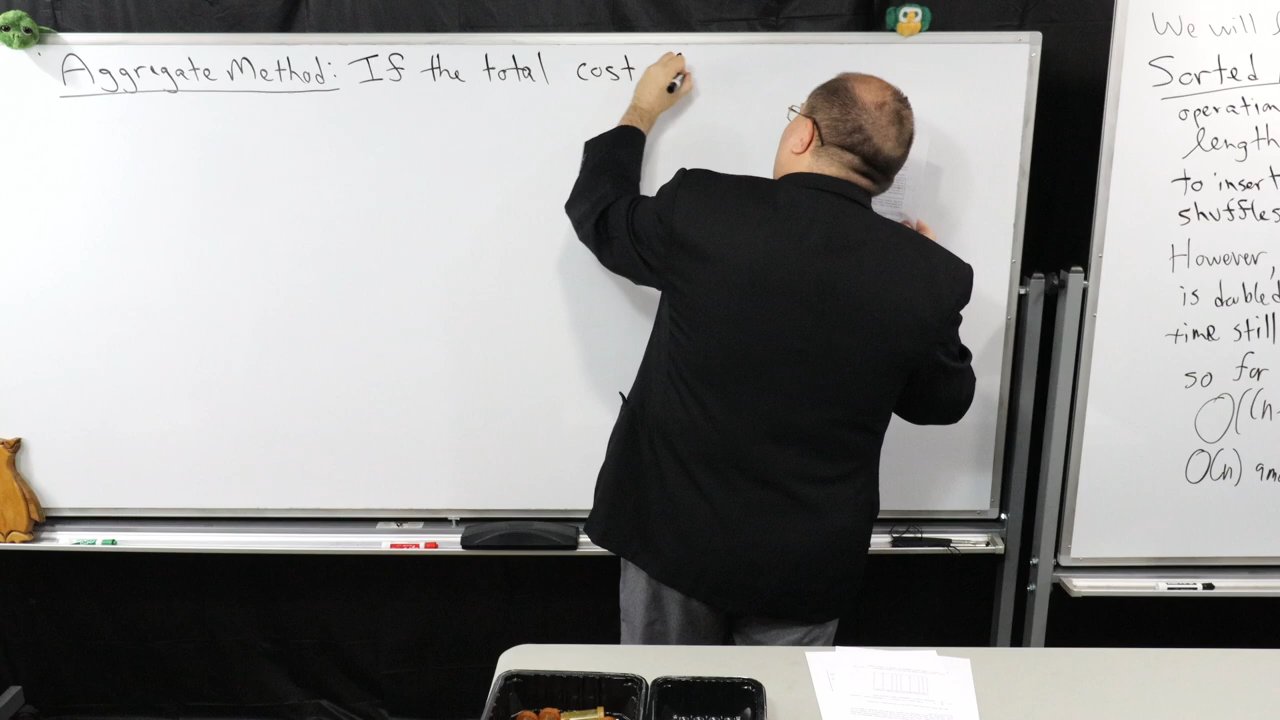 Aggregate Method: If the total cost
We will
Sorted
operation
length
to insert
shuffles
However,
is doubled
time still
so for
O((n
O(n) am